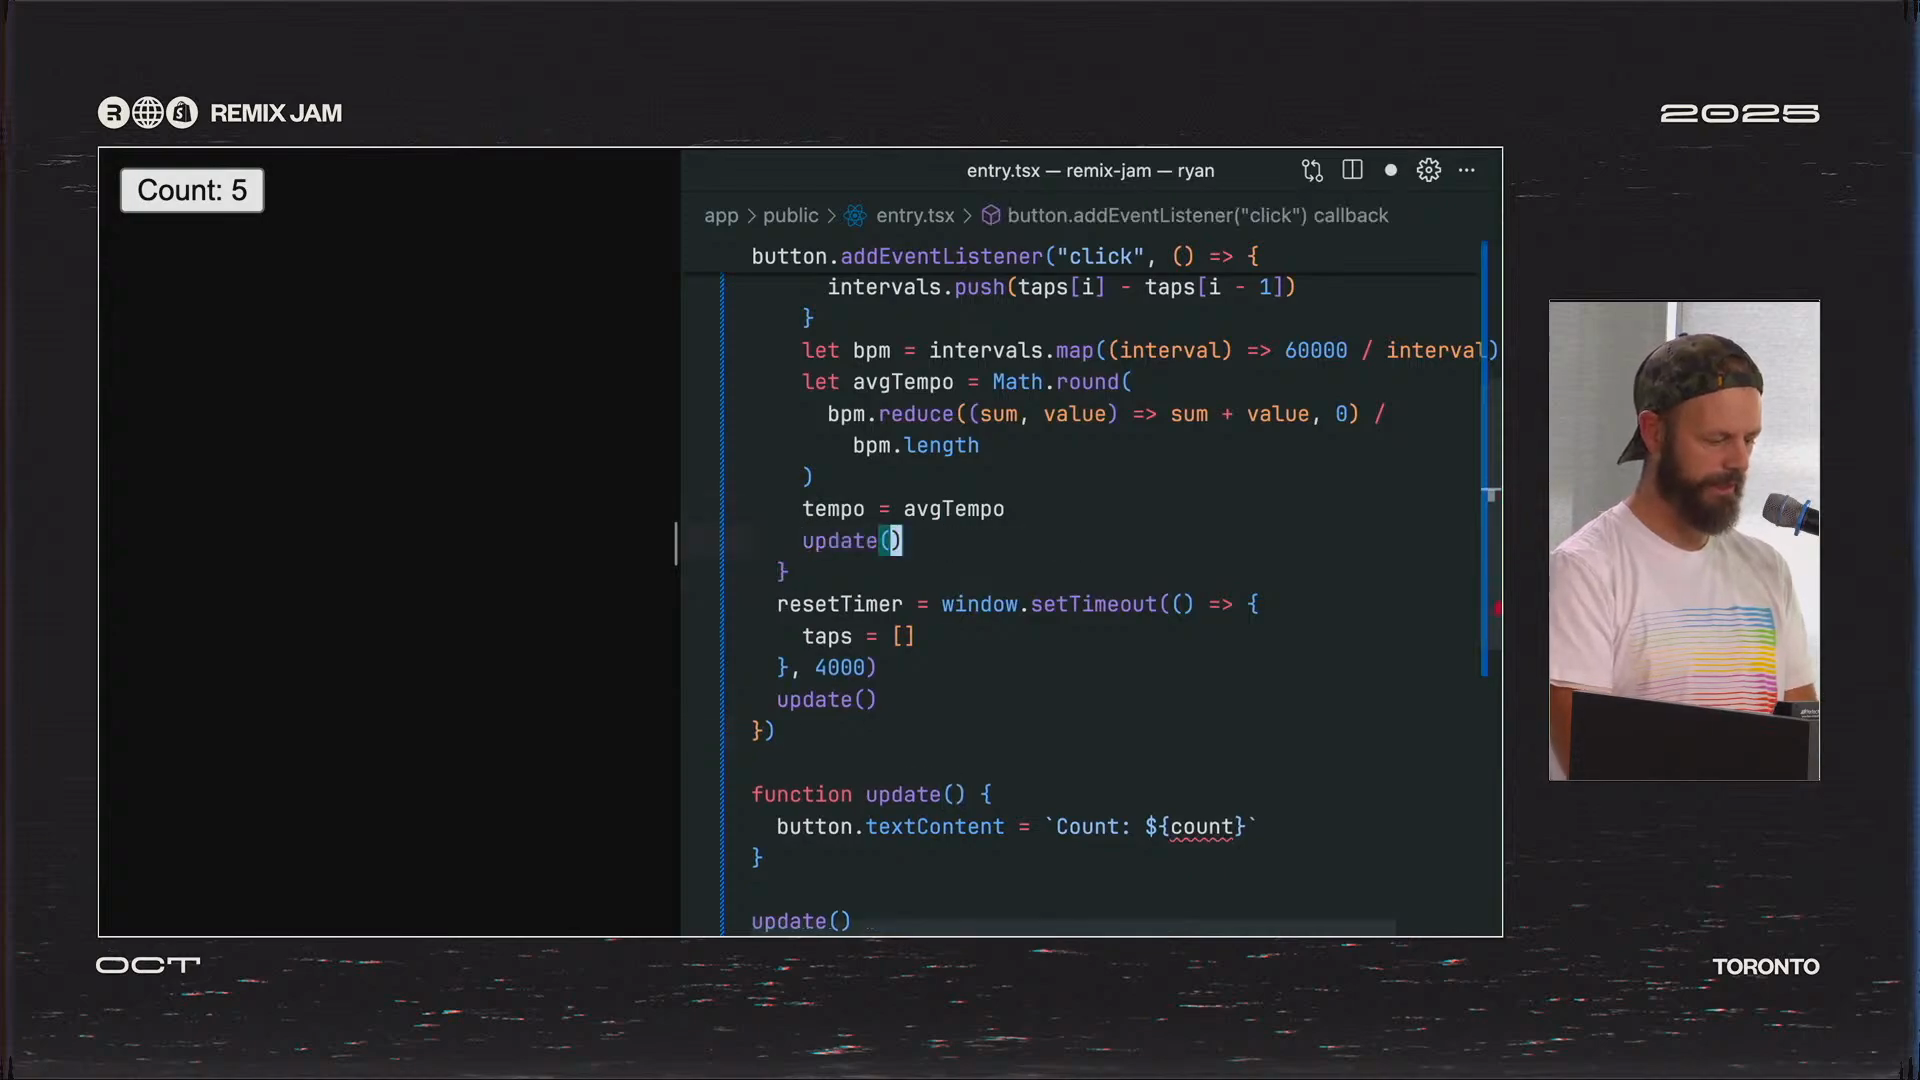 REMIX JAM
2025
Count: 5
entry.tsx — remix-jam — ryan
app > public > entry.tsx > button.addEventListener("click") callback
button.addEventListener("click", () => {
intervals.push(taps[i] - taps[i - 1])
}
let bpm = intervals.map((interval) => 60000 / interval)
let avgTempo = Math.round(
bpm.reduce((sum, value) => sum + value, 0) /
bpm.length
)
tempo = avgTempo
update()
}
resetTimer = window.setTimeout(() => {
taps = []
}, 4000)
update()
})
function update() {
button.textContent = `Count: ${count}`
}
update()
OCT
TORONTO